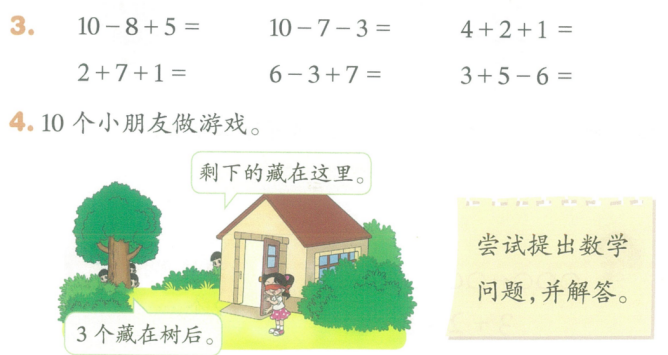 3. 10－8＋5＝ 10－7－3＝ 4＋2＋1＝
2＋7＋1＝ 6－3＋7＝ 3＋5－6＝
4. 10 个小朋友做游戏。
剩下的藏在这里。
尝试提出数学
问题，并解答。
3 个藏在树后。